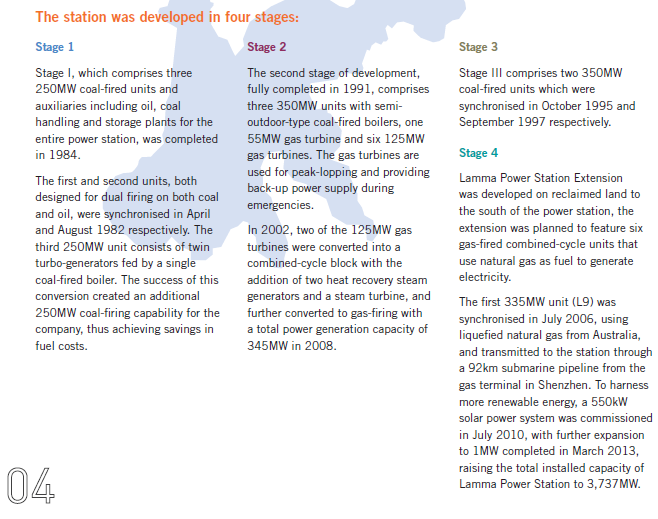 The station was developed in four stages:
Stage 1
Stage I, which comprises three
250MW coal-fired units and
auxiliaries including oil, coal
handling and storage plants for the
entire power station, was completed
in 1984.
The first and second units, both
designed for dual firing on both coal
and oil, were synchronised in April
and August 1982 respectively. The
third 250MW unit consists of twin
turbo-generators fed by a single
coal-fired boiler. The success of this
conversion created an additional
250MW coal-firing capability for the
company, thus achieving savings in
fuel costs.
Stage 2
The second stage of development,
fully completed in 1991, comprises
three 350MW units with semi-
outdoor-type coal-fired boilers, one
55MW gas turbine and six 125MW
gas turbines. The gas turbines are
used for peak-lopping and providing
back-up power supply during
emergencies.
In 2002, two of the 125MW gas
turbines were converted into a
combined-cycle block with the
addition of two heat recovery steam
generators and a steam turbine, and
further converted to gas-firing with
a total power generation capacity of
345MW in 2008.
Stage 3
Stage III comprises two 350MW
coal-fired units which were
synchronised in October 1995 and
September 1997 respectively.
Stage 4
Lamma Power Station Extension
was developed on reclaimed land to
the south of the power station, the
extension was planned to feature six
gas-fired combined-cycle units that
use natural gas as fuel to generate
electricity.
The first 335MW unit (L9) was
synchronised in July 2006, using
liquefied natural gas from Australia,
and transmitted to the station through
a 92km submarine pipeline from the
gas terminal in Shenzhen. To harness
more renewable energy, a 550kW
solar power system was commissioned
in July 2010, with further expansion
to 1MW completed in March 2013,
raising the total installed capacity of
Lamma Power Station to 3,737MW.
04